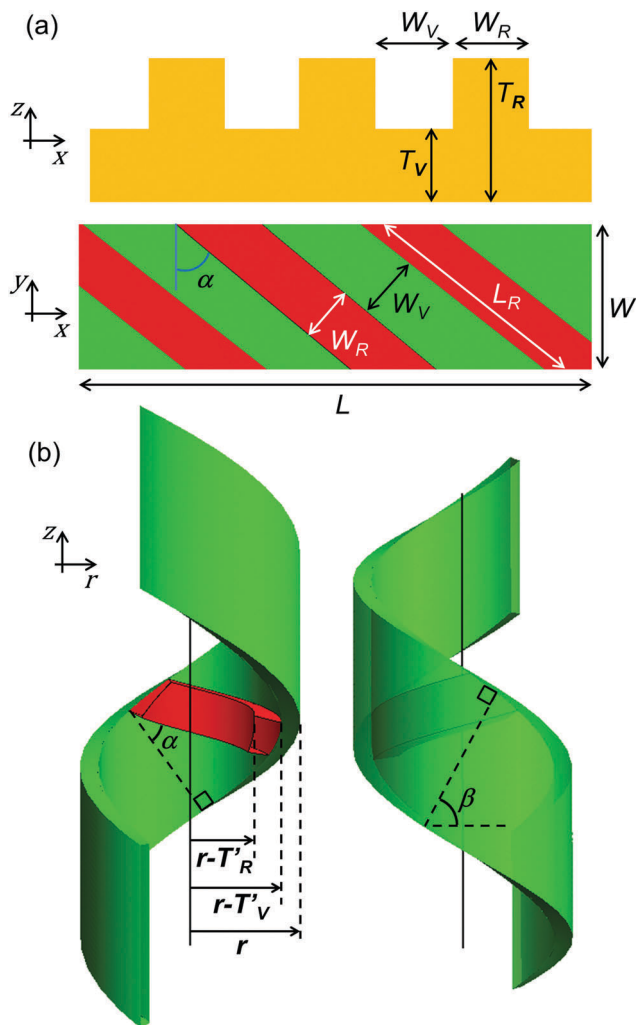 (a)
W_V W_R
T_R
z
x
T_V
y
x
α
W_V
L_R
W_R
W
L
(b)
z
r
α
β
r-T'_R
r-T'_V
r